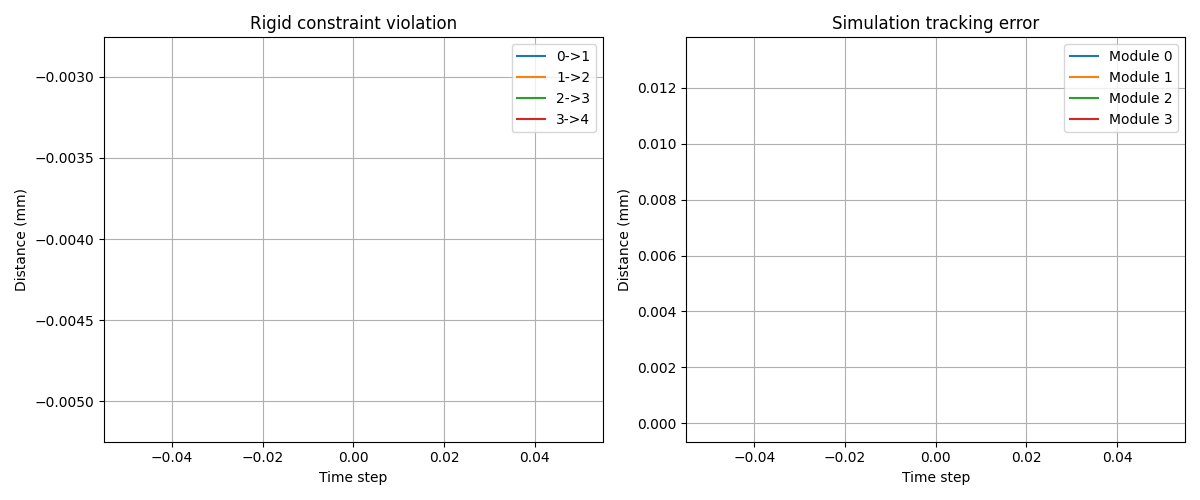 Rigid constraint violation
0->1
1->2
2->3
3->4
−0.0030
−0.0035
−0.0040
−0.0045
−0.0050
Distance (mm)
−0.04
−0.02
0.00
0.02
0.04
Time step
Simulation tracking error
Module 0
Module 1
Module 2
Module 3
0.012
0.010
0.008
0.006
0.004
0.002
0.000
Distance (mm)
−0.04
−0.02
0.00
0.02
0.04
Time step